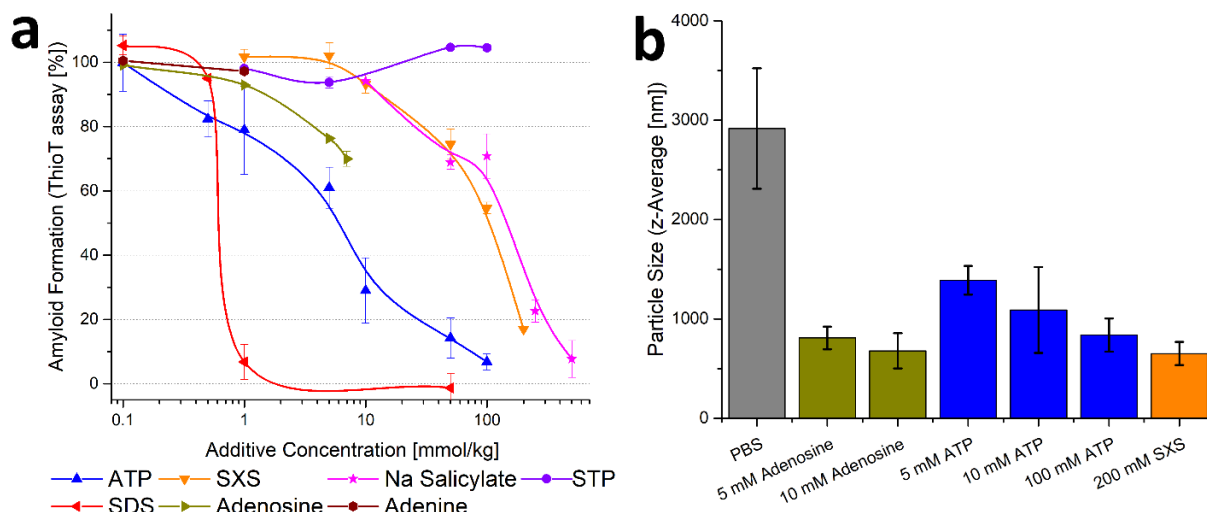 a
Amyloid Formation (ThioT assay [%])
100
80
60
40
20
0
0.1 1 10 100
Additive Concentration [mmol/kg]
ATP SXS Na Salicylate STP
SDS Adenosine Adenine
b
Particle Size (z-Average [nm])
4000
3000
2000
1000
0
PBS
5 mM Adenosine
10 mM Adenosine
5 mM ATP
10 mM ATP
100 mM ATP
200 mM SXS